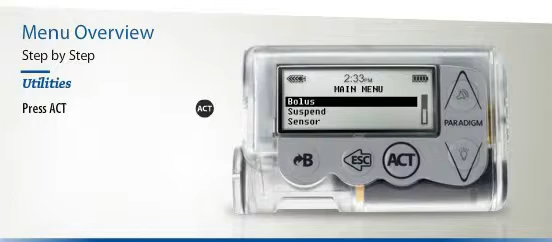 Menu Overview
Step by Step
Utilities
Press ACT
ACT
2:33PM
MAIN MENU
Bolus
Suspend
Sensor
PARADIGM
B
ESC
ACT